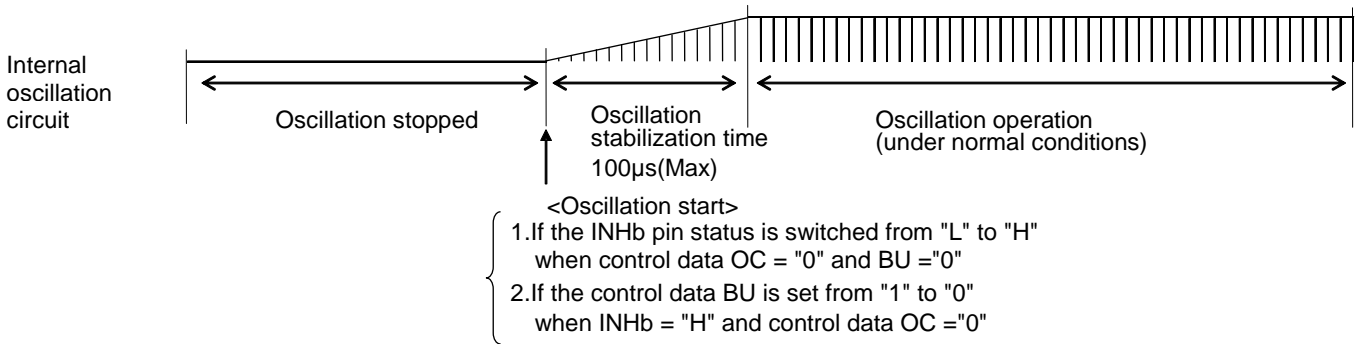 Internal
oscillation
circuit
Oscillation stopped
Oscillation
stabilization time
100µs(Max)
Oscillation operation
(under normal conditions)
<Oscillation start>
1.If the INHb pin status is switched from "L" to "H"
when control data OC = "0" and BU ="0"
2.If the control data BU is set from "1" to "0"
when INHb = "H" and control data OC ="0"